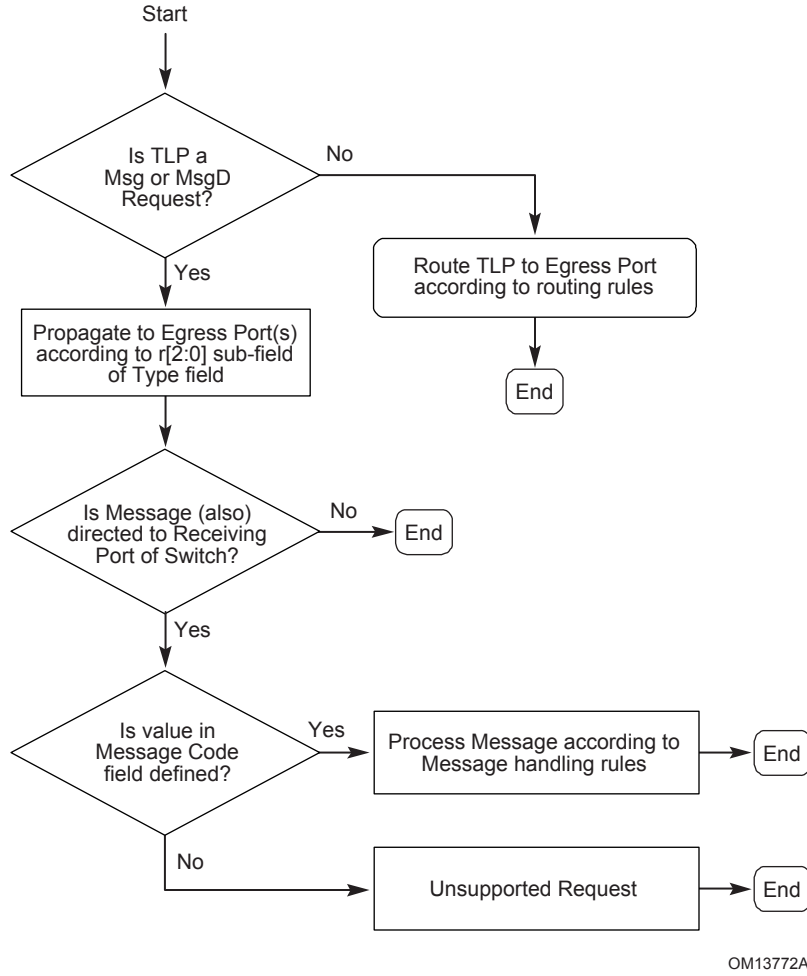 Start
Is TLP a
Msg or MsgD
Request?
No
Yes
Route TLP to Egress Port
according to routing rules
End
Propagate to Egress Port(s)
according to r[2:0] sub-field
of Type field
Is Message (also)
directed to Receiving
Port of Switch?
No
End
Yes
Is value in
Message Code
field defined?
Yes
Process Message according to
Message handling rules
End
No
Unsupported Request
End
OM13772A